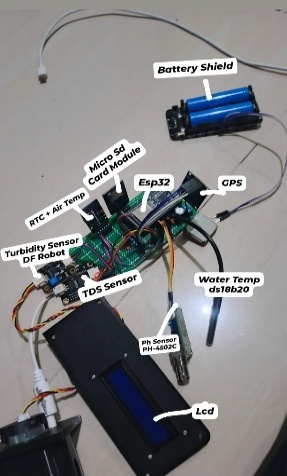 Battery Shield
Micro Sd
Card Module
Esp32
GPS
RTC + Air Temp
Turbidity Sensor
DF Robot
TDS Sensor
Water Temp
ds18b20
Ph Sensor
PH-4502C
Lcd